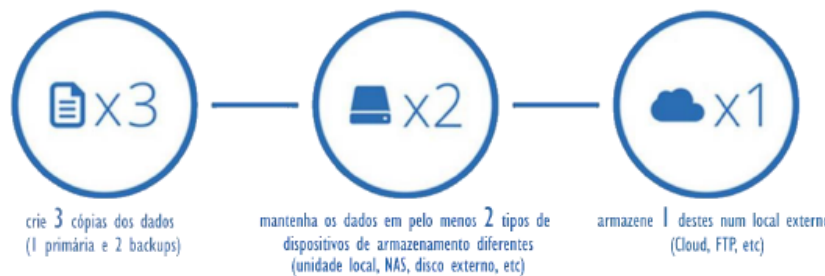 x3
x2
x1
crie 3 cópias dos dados
(1 primária e 2 backups)
mantenha os dados em pelo menos 2 tipos de
dispositivos de armazenamento diferentes
(unidade local, NAS, disco externo, etc)
armazene 1 destes num local extern
(Cloud, FTP, etc)